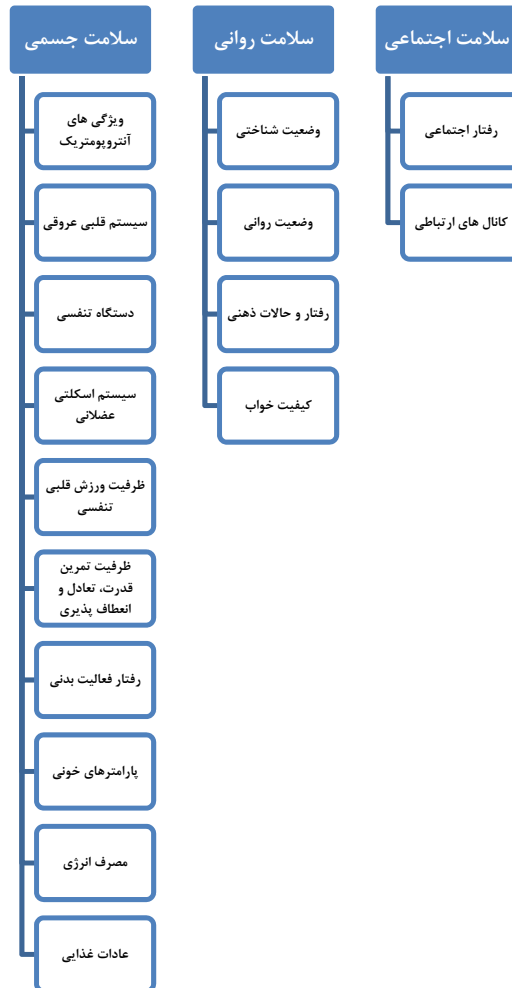 سلامت اجتماعی
رفتار اجتماعی
کانال های ارتباطی
سلامت روانی
وضعیت شناختی
وضعیت روانی
رفتار و حالات ذهنی
کیفیت خواب
سلامت جسمی
ویژگی های
آنتروپومتریک
سیستم قلبی عروقی
دستگاه تنفسی
سیستم اسکلتی
عضلانی
ظرفیت ورزش قلبی
تنفسی
ظرفیت تمرین
قدرت، تعادل و
انعطاف پذیری
رفتار فعالیت بدنی
پارامترهای خونی
مصرف انرژی
عادات غذایی